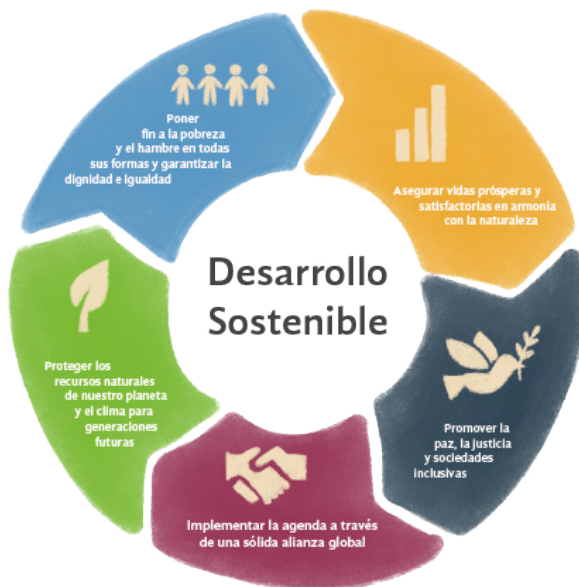 Desarrollo
Sostenible
Poner
fin a la pobreza
y el hambre en todas
sus formas y garantizar la
dignidad e igualdad
Asegurar vidas prósperas y
satisfactorias en armonía
con la naturaleza
Promover la
paz, la justicia
y sociedades
inclusivas
Implementar la agenda a través
de una sólida alianza global
Proteger los
recursos naturales
de nuestro planeta
y el clima para
generaciones
futuras